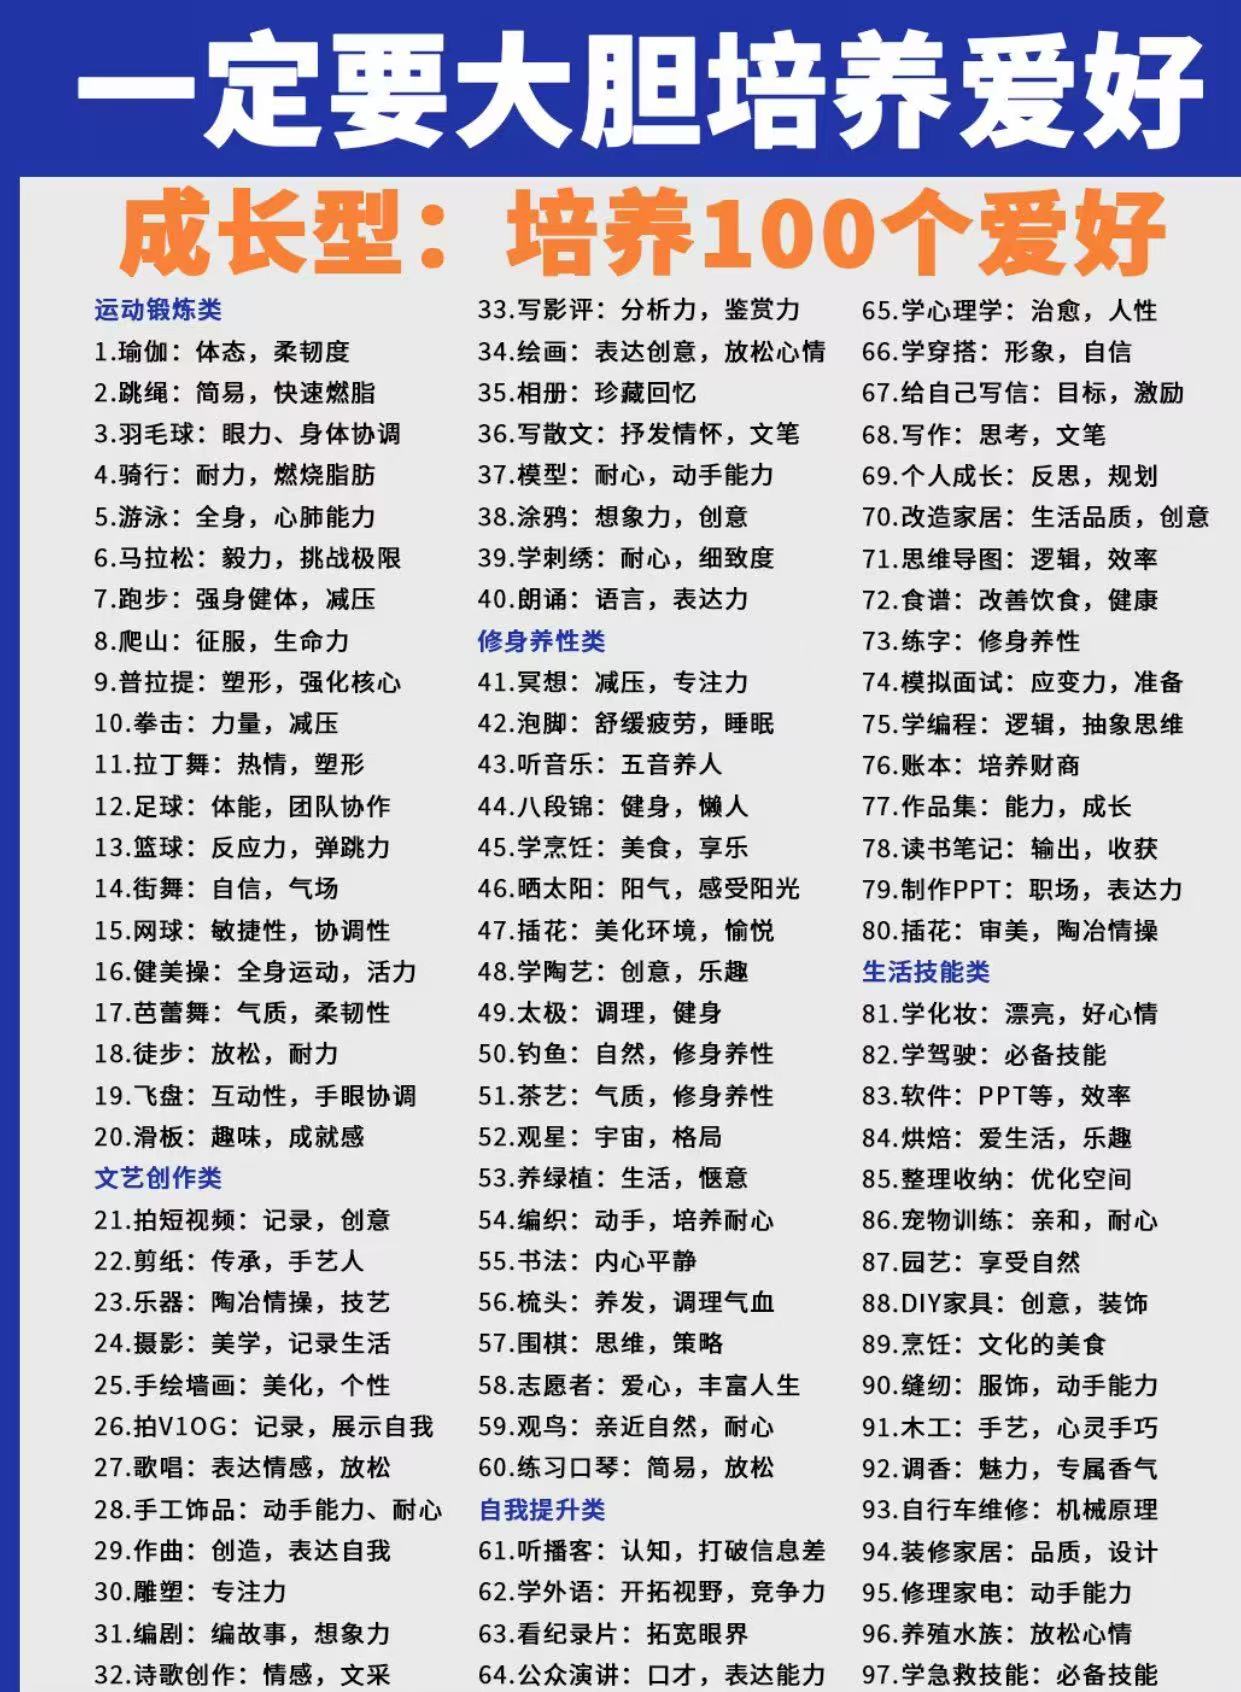 一定要大胆培养爱好
成长型：培养100个爱好
运动锻炼类
1.瑜伽：体态，柔韧度
2.跳绳：简易，快速燃脂
3.羽毛球：眼力、身体协调
4.骑行：耐力，燃烧脂肪
5.游泳：全身，心肺能力
6.马拉松：毅力，挑战极限
7.跑步：强身健体，减压
8.爬山：征服，生命力
9.普拉提：塑形，强化核心
10.拳击：力量，减压
11.拉丁舞：热情，塑形
12.足球：体能，团队协作
13.篮球：反应力，弹跳力
14.街舞：自信，气场
15.网球：敏捷性，协调性
16.健美操：全身运动，活力
17.芭蕾舞：气质，柔韧性
18.徒步：放松，耐力
19.飞盘：互动性，手眼协调
20.滑板：趣味，成就感
文艺创作类
21.拍短视频：记录，创意
22.剪纸：传承，手艺人
23.乐器：陶冶情操，技艺
24.摄影：美学，记录生活
25.手绘墙画：美化，个性
26.拍V1OG：记录，展示自我
27.歌唱：表达情感，放松
28.手工饰品：动手能力、耐心
29.作曲：创造，表达自我
30.雕塑：专注力
31.编剧：编故事，想象力
32.诗歌创作：情感，文采
33.写影评：分析力，鉴赏力
34.绘画：表达创意，放松心情
35.相册：珍藏回忆
36.写散文：抒发情怀，文笔
37.模型：耐心，动手能力
38.涂鸦：想象力，创意
39.学刺绣：耐心，细致度
40.朗诵：语言，表达力
修身养性类
41.冥想：减压，专注力
42.泡脚：舒缓疲劳，睡眠
43.听音乐：五音养人
44.八段锦：健身，懒人
45.学烹饪：美食，享乐
46.晒太阳：阳气，感受阳光
47.插花：美化环境，愉悦
48.学陶艺：创意，乐趣
49.太极：调理，健身
50.钓鱼：自然，修身养性
51.茶艺：气质，修身养性
52.观星：宇宙，格局
53.养绿植：生活，惬意
54.编织：动手，培养耐心
55.书法：内心平静
56.梳头：养发，调理气血
57.围棋：思维，策略
58.志愿者：爱心，丰富人生
59.观鸟：亲近自然，耐心
60.练习口琴：简易，放松
自我提升类
61.听播客：认知，打破信息差
62.学外语：开拓视野，竞争力
63.看纪录片：拓宽眼界
64.公众演讲：口才，表达能力
65.学心理学：治愈，人性
66.学穿搭：形象，自信
67.给自己写信：目标，激励
68.写作：思考，文笔
69.个人成长：反思，规划
70.改造家居：生活品质，创意
71.思维导图：逻辑，效率
72.食谱：改善饮食，健康
73.练字：修身养性
74.模拟面试：应变力，准备
75.学编程：逻辑，抽象思维
76.账本：培养财商
77.作品集：能力，成长
78.读书笔记：输出，收获
79.制作PPT：职场，表达力
80.插花：审美，陶冶情操
生活技能类
81.学化妆：漂亮，好心情
82.学驾驶：必备技能
83.软件：PPT等，效率
84.烘焙：爱生活，乐趣
85.整理收纳：优化空间
86.宠物训练：亲和，耐心
87.园艺：享受自然
88.DIY家具：创意，装饰
89.烹饪：文化的美食
90.缝纫：服饰，动手能力
91.木工：手艺，心灵手巧
92.调香：魅力，专属香气
93.自行车维修：机械原理
94.装修家居：品质，设计
95.修理家电：动手能力
96.养殖水族：放松心情
97.学急救技能：必备技能